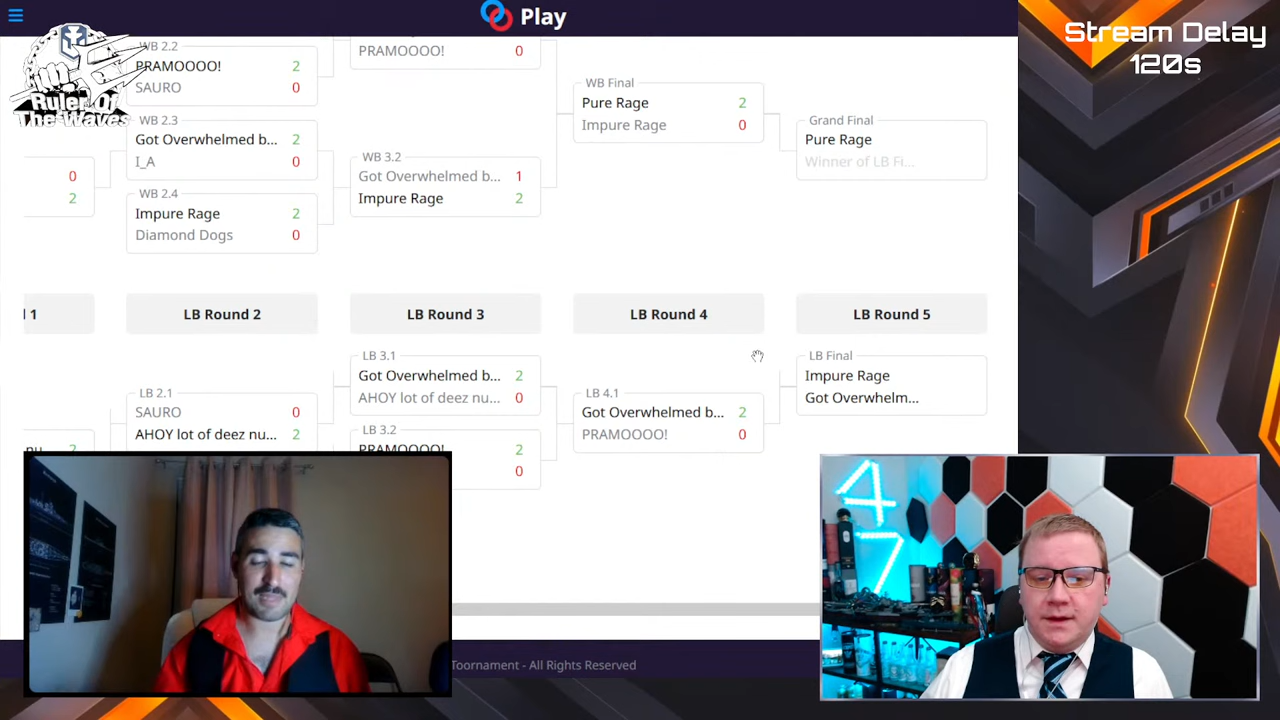 Play
Stream Delay
120s
Ruler Of
The Waves
WB 2.2
PRAMOOOO! 2
SAURO 0
PRAMOOOO! 0
WB 2.3
Got Overwhelmed b... 2
I_A 0
0
2
WB 2.4
Impure Rage 2
Diamond Dogs 0
WB 3.2
Got Overwhelmed b... 1
Impure Rage 2
WB Final
Pure Rage 2
Impure Rage 0
Grand Final
Pure Rage
Winner of LB Fi...
1
LB Round 2
LB Round 3
LB Round 4
LB Round 5
LB 2.1
SAURO 0
AHOY lot of deez nu... 2
2
LB 3.1
Got Overwhelmed b... 2
AHOY lot of deez nu... 0
LB 3.2
PRAMOOOO! 2
0
LB 4.1
Got Overwhelmed b... 2
PRAMOOOO! 0
LB Final
Impure Rage
Got Overwhelm...
47
Toornament - All Rights Reserved